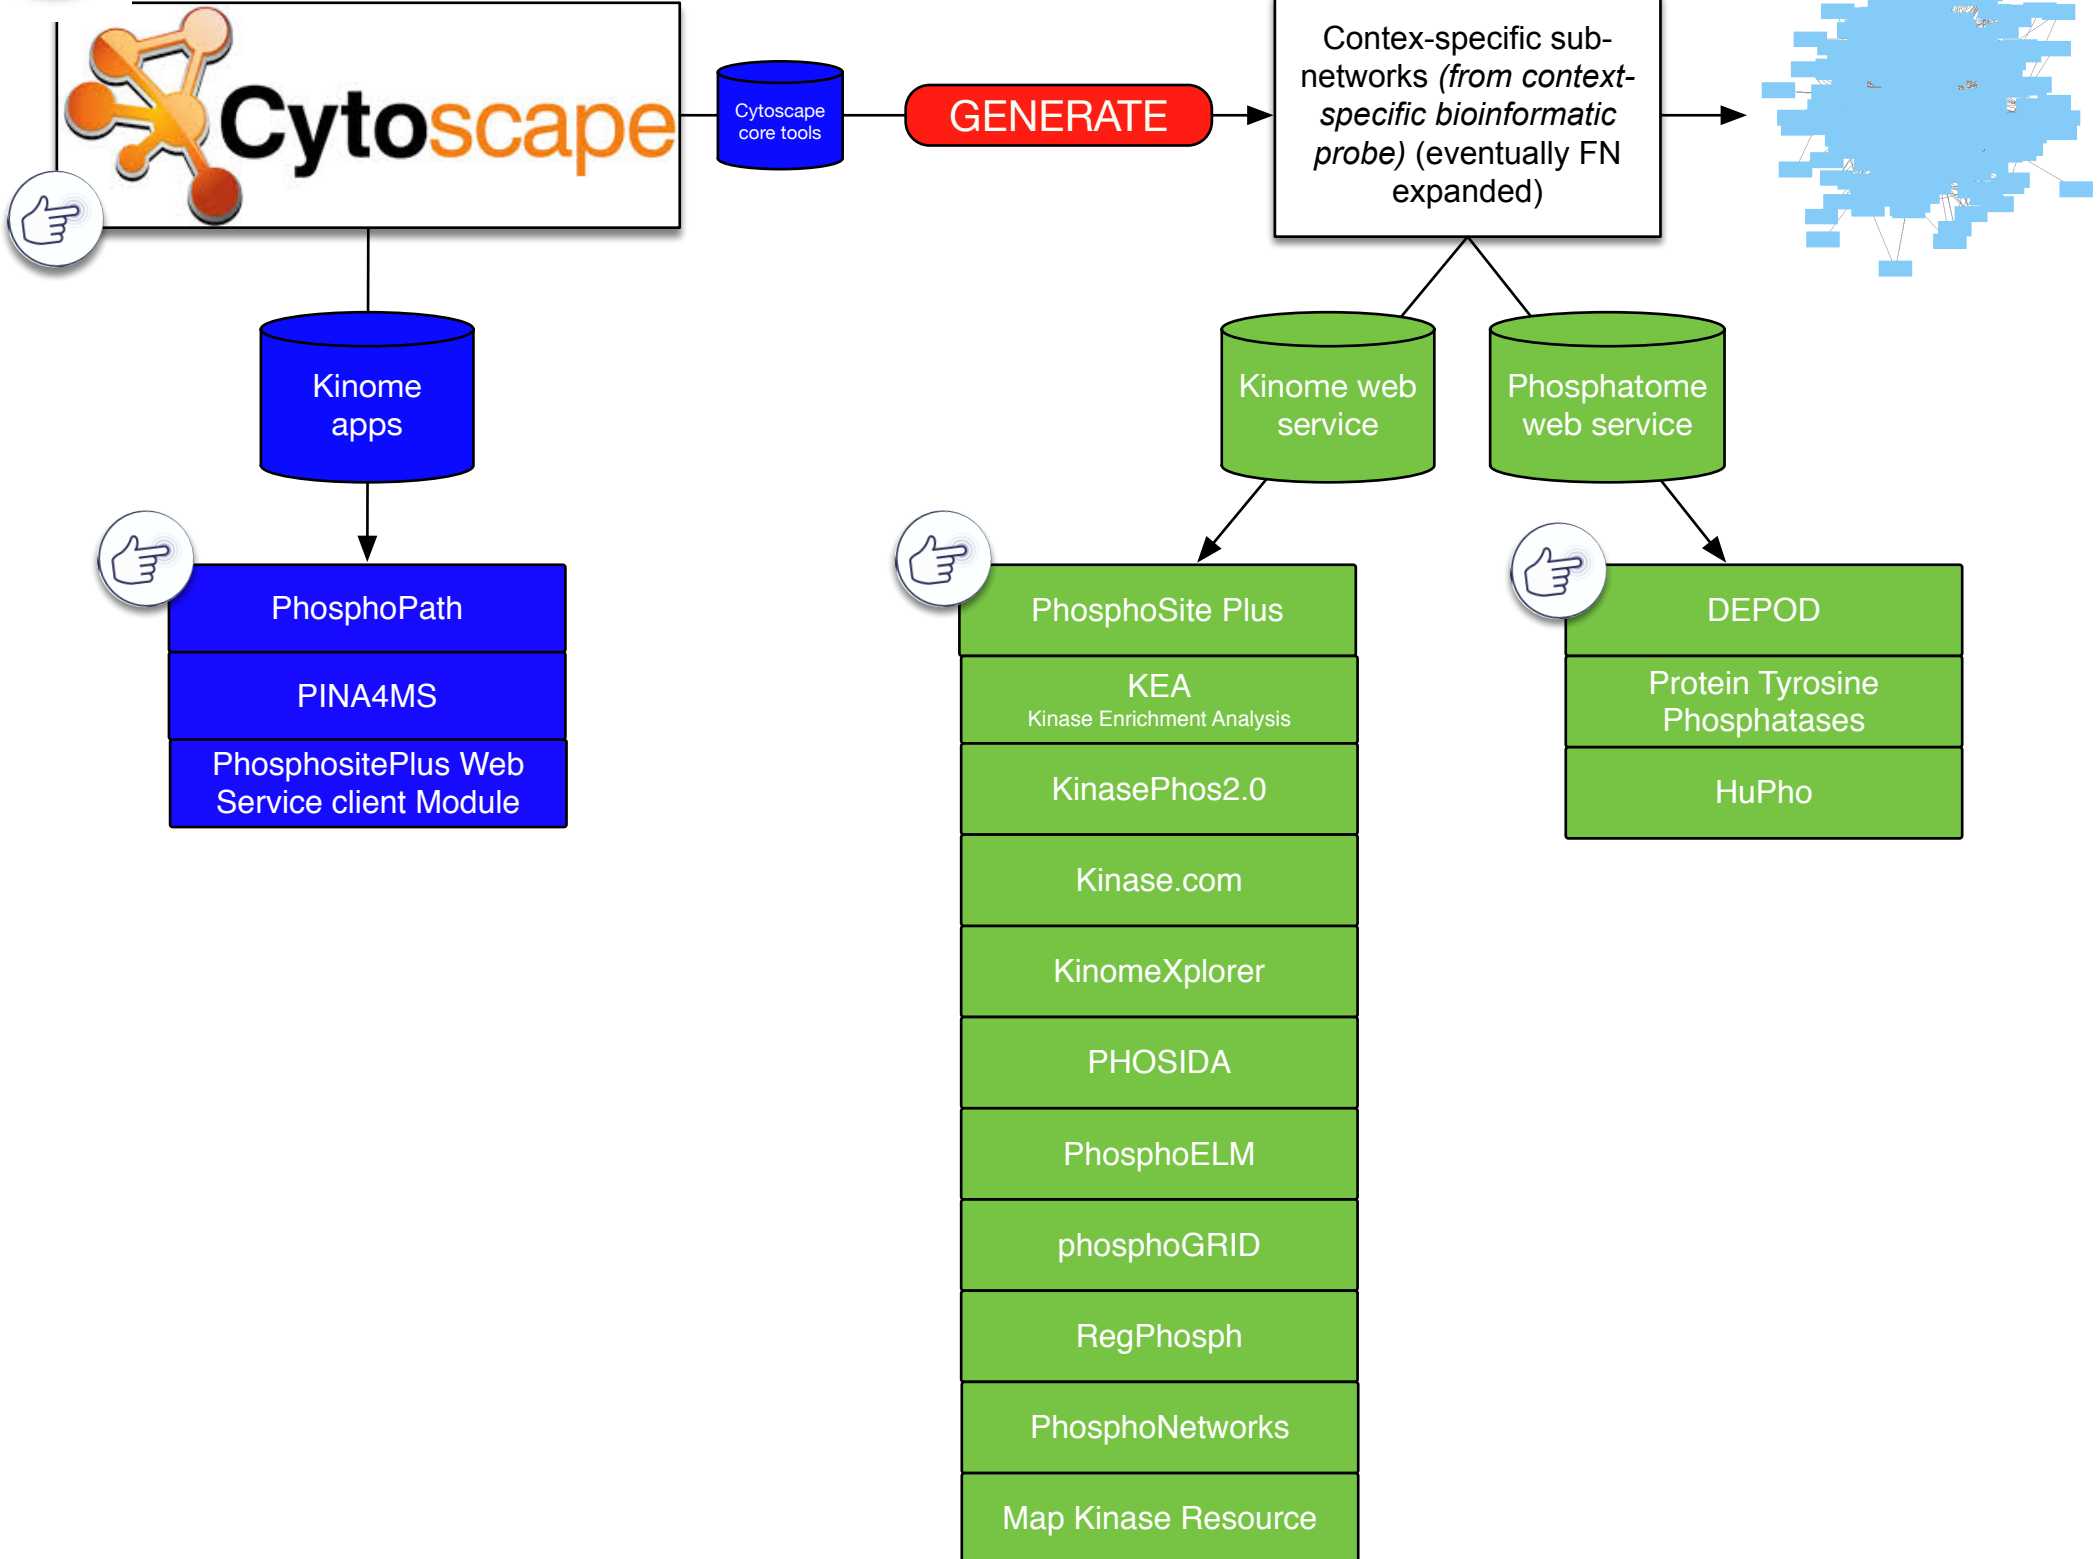 Cytoscape
Cytoscape
core tools
GENERATE
Contex-specific sub-
networks (from context-
specific bioinformatic
probe) (eventually FN
expanded)
Kinome
apps
Kinome web
service
Phosphatome
web service
PhosphoPath
PINA4MS
PhosphositePlus Web
Service client Module
PhosphoSite Plus
KEA
Kinase Enrichment Analysis
KinasePhos2.0
Kinase.com
KinomeXplorer
PHOSIDA
PhosphoELM
phosphoGRID
RegPhosph
PhosphoNetworks
Map Kinase Resource
DEPOD
Protein Tyrosine
Phosphatases
HuPho